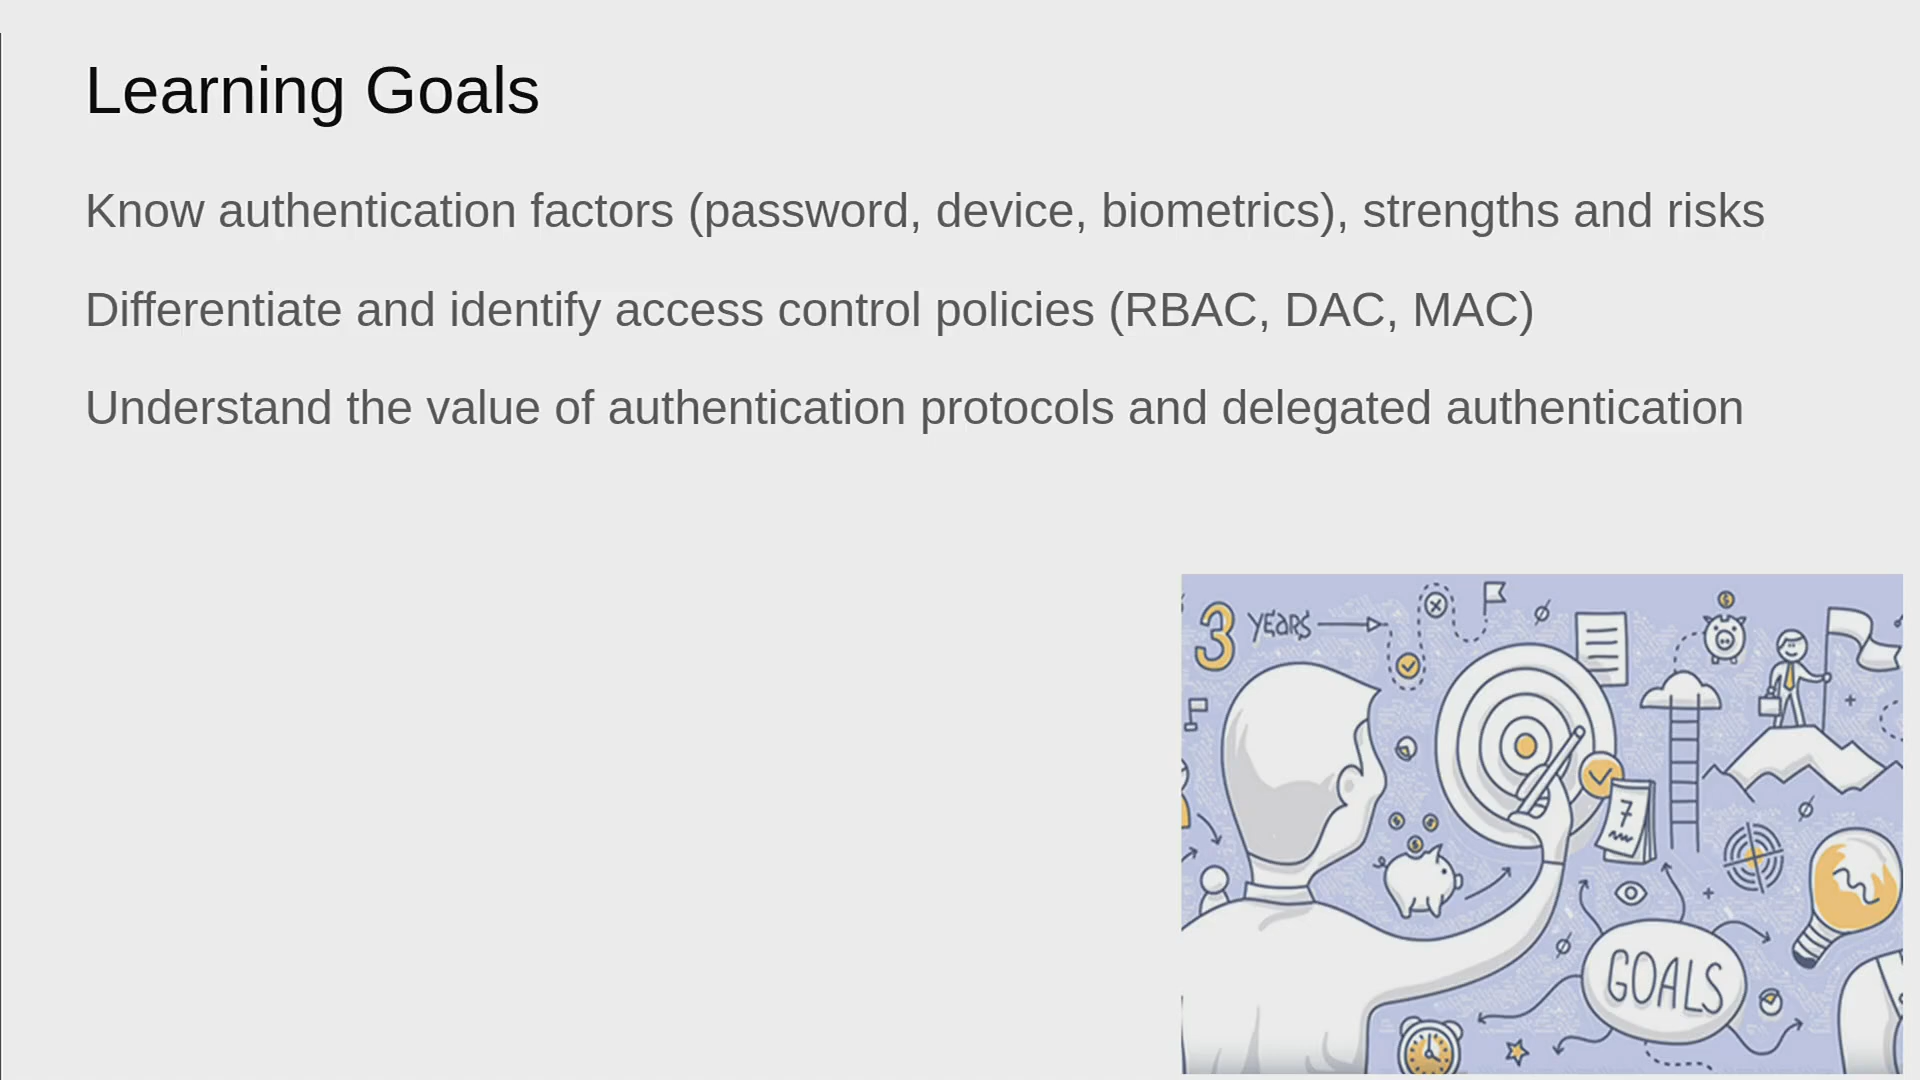 Learning Goals
Know authentication factors (password, device, biometrics), strengths and risks
Differentiate and identify access control policies (RBAC, DAC, MAC)
Understand the value of authentication protocols and delegated authentication
3 YEARS
7
GOALS